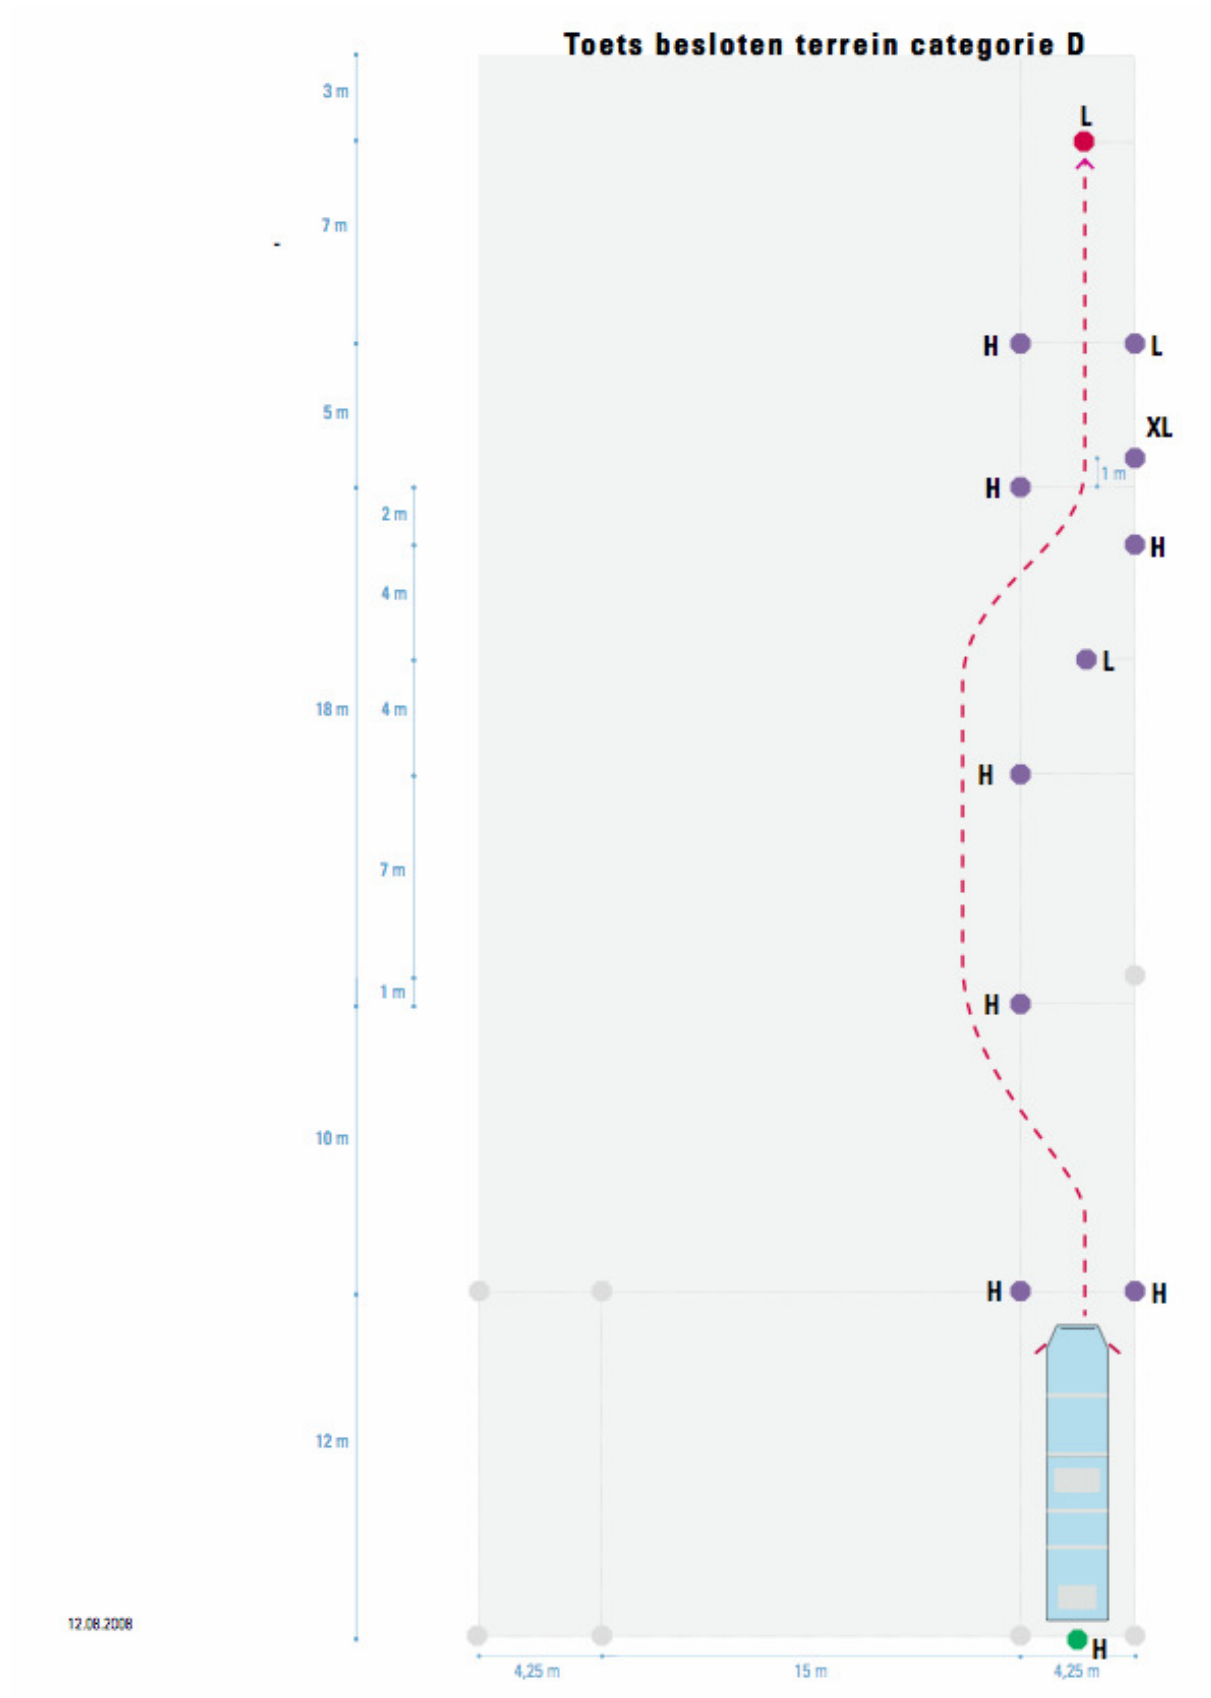 Toets besloten terrein categorie D
3 m
L
7 m
-
H L
5 m
XL
1 m
H
2 m
H
4 m
L
18 m 4 m
H
7 m
1 m
H
10 m
H H
12 m
12.08.2008
H
4,25 m 15 m 4,25 m